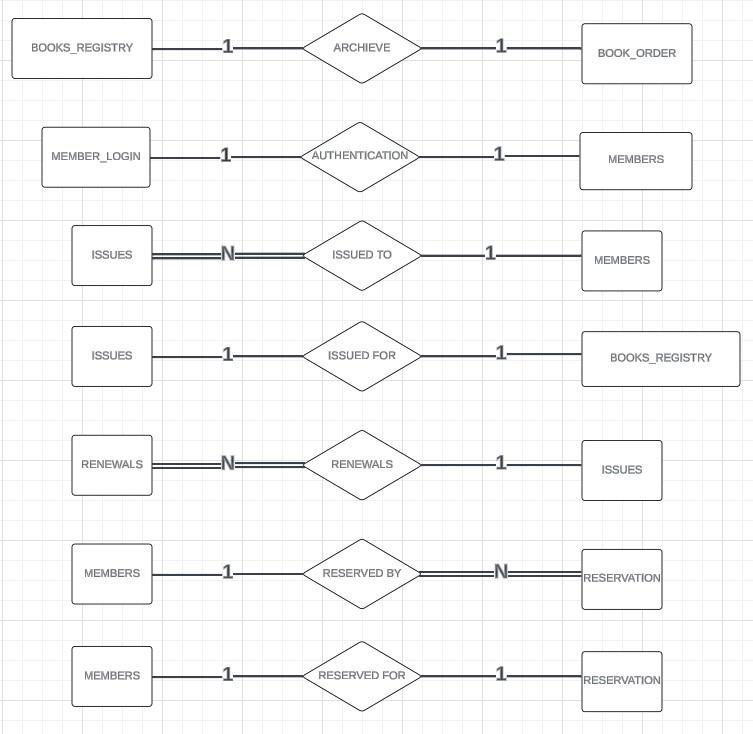 BOOKS_REGISTRY 1 ARCHIEVE 1 BOOK_ORDER
MEMBER_LOGIN 1 AUTHENTICATION 1 MEMBERS
ISSUES N ISSUED TO 1 MEMBERS
ISSUES 1 ISSUED FOR 1 BOOKS_REGISTRY
RENEWALS N RENEWALS 1 ISSUES
MEMBERS 1 RESERVED BY N RESERVATION
MEMBERS 1 RESERVED FOR 1 RESERVATION